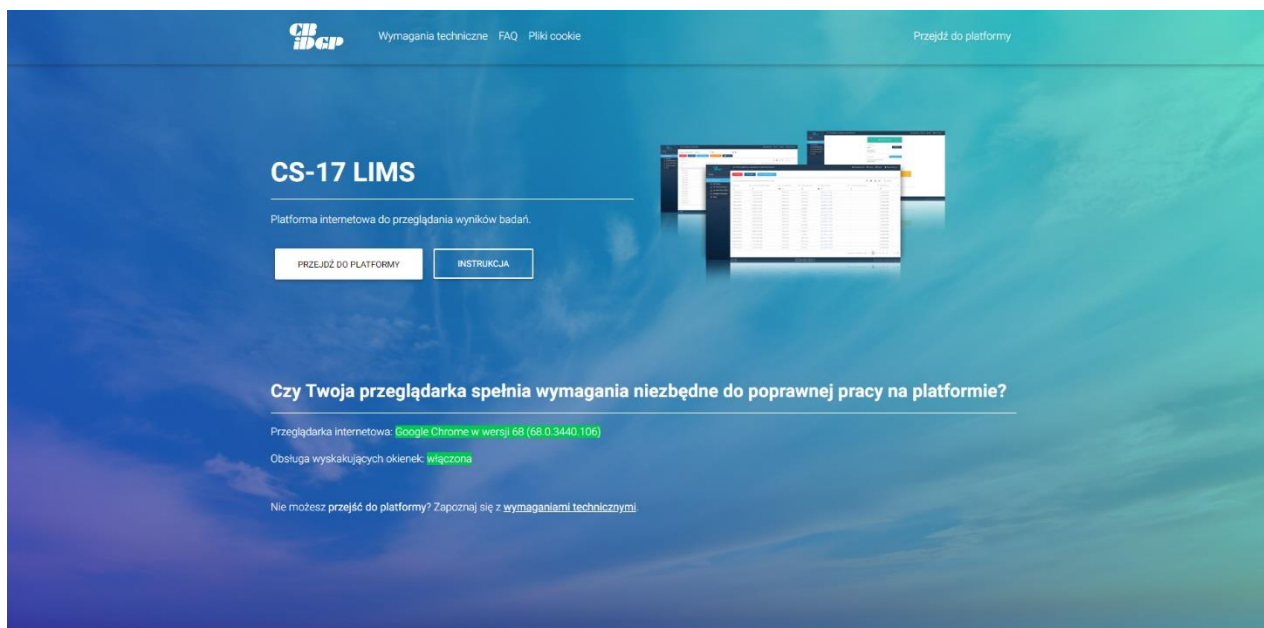 CB iDGP
Wymagania techniczne FAQ Pliki cookie
Przejdź do platformy
CS-17 LIMS
Platforma internetowa do przeglądania wyników badań.
PRZEJDŹ DO PLATFORMY
INSTRUKCJA
Czy Twoja przeglądarka spełnia wymagania niezbędne do poprawnej pracy na platformie?
Przeglądarka internetowa: Google Chrome w wersji 68 (68.0.3440.106)
Obsługa wyskakujących okienek: włączona
Nie możesz przejść do platformy? Zapoznaj się z wymaganiami technicznymi.